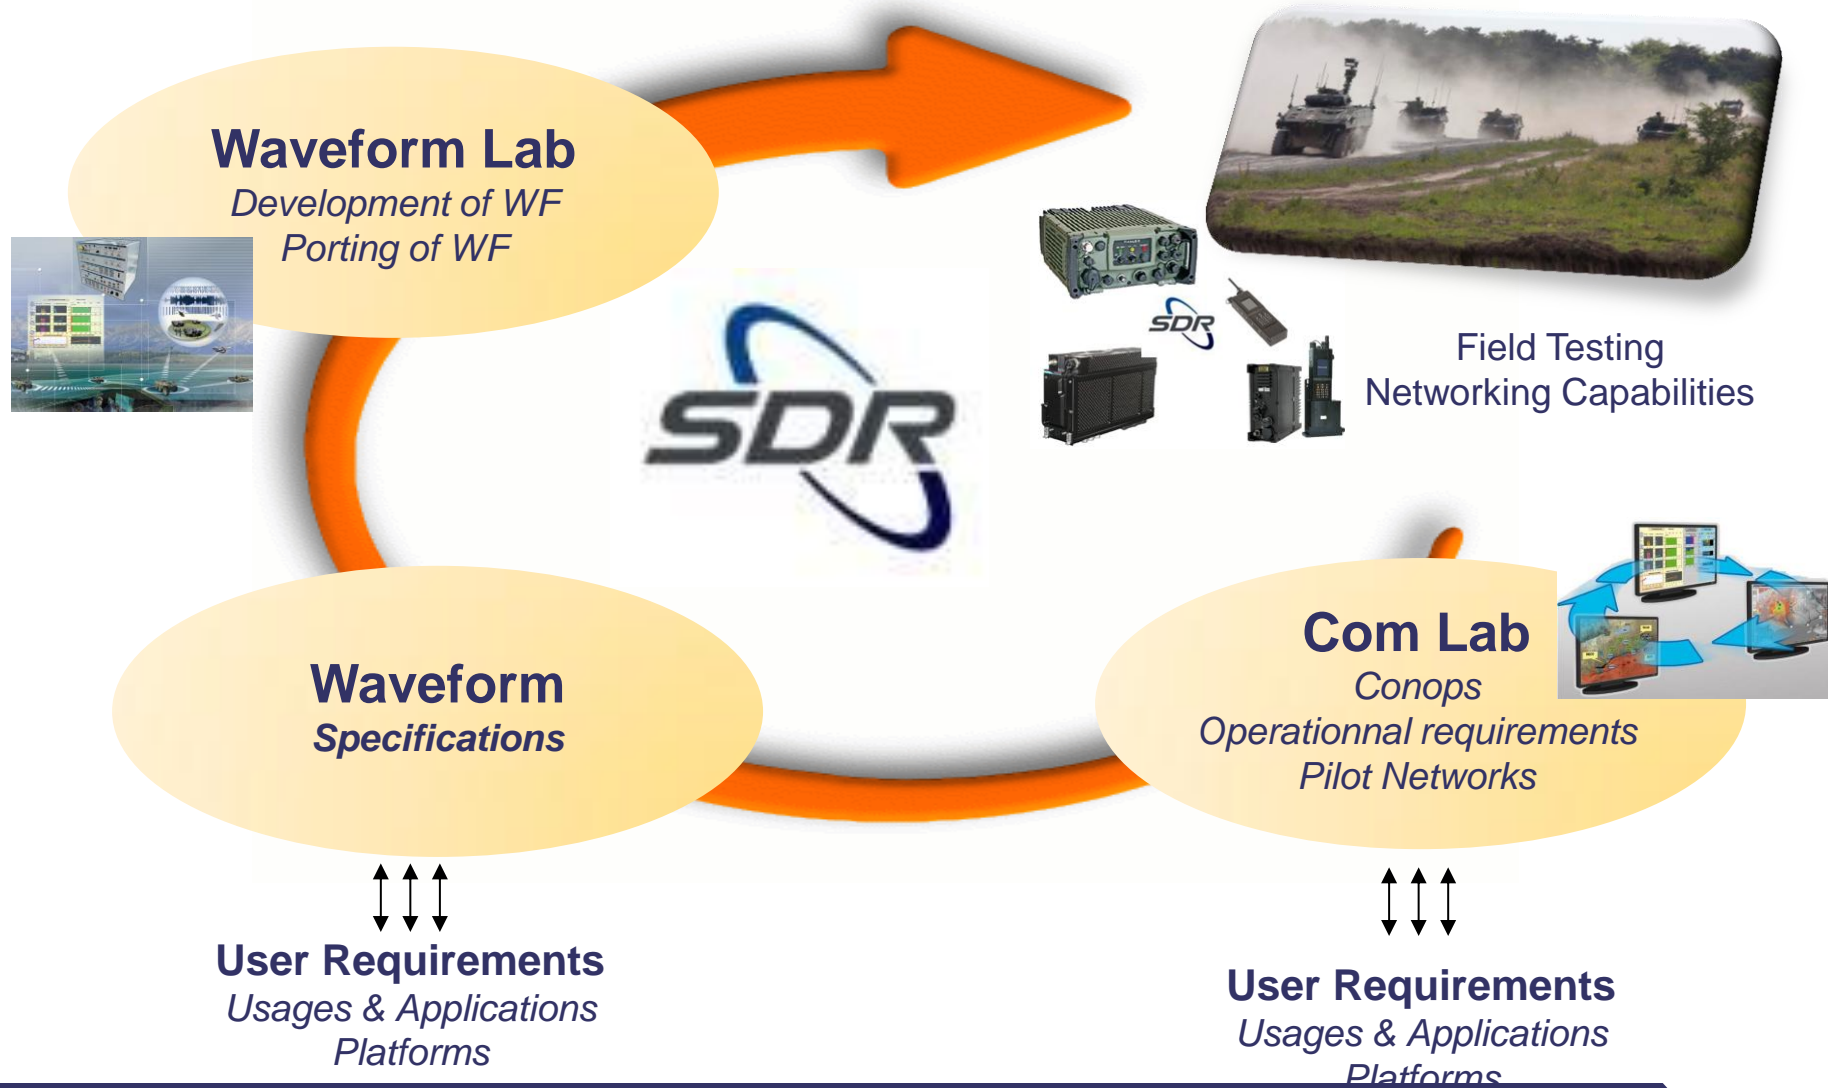 Waveform Lab
Development of WF
Porting of WF
SDR
SDR
Field Testing
Networking Capabilities
Waveform
Specifications
Com Lab
Conops
Operationnal requirements
Pilot Networks
User Requirements
Usages & Applications
Platforms
User Requirements
Usages & Applications
Platforms